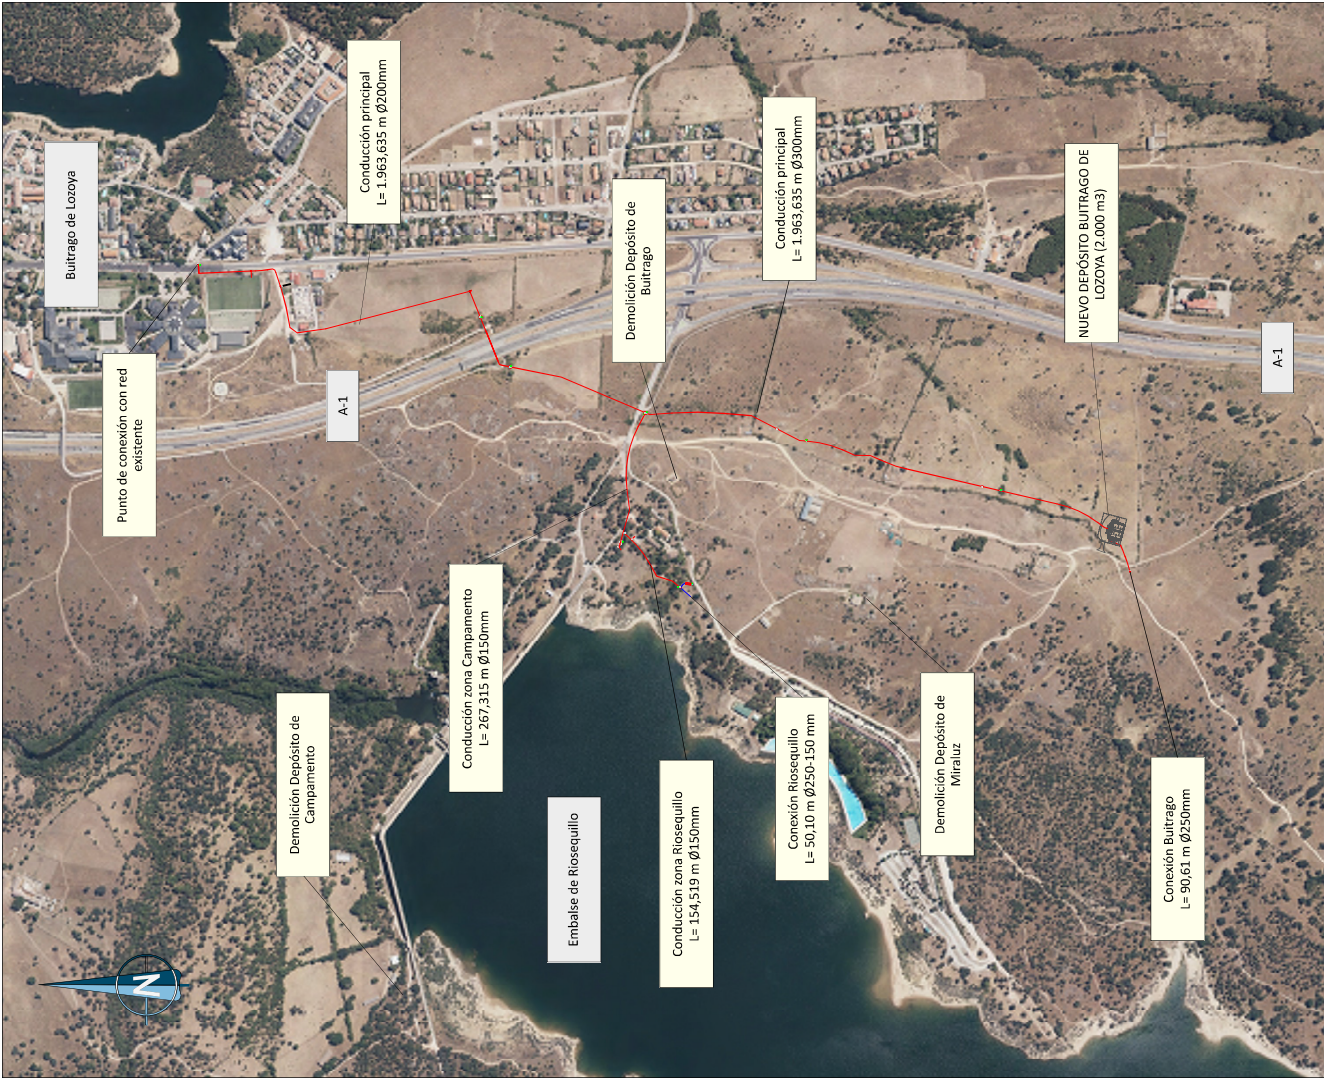 Buitrago de Lozoya
Conducción principal
L= 1.963,635 m Ø200mm
Punto de conexión con red
existente
A-1
Demolición Depósito de
Buitrago
Conducción principal
L= 1.963,635 m Ø300mm
NUEVO DEPÓSITO BUITRAGO DE
LOZOYA (2.000 m3)
A-1
Conducción zona Campamento
L= 267,315 m Ø150mm
Demolición Depósito de
Campamento
Embalse de Riosequillo
Conducción zona Riosequillo
L= 154,519 m Ø150mm
Conexión Riosequillo
L= 50,10 m Ø250-150 mm
Demolición Depósito de
Miraluz
Conexión Buitrago
L= 90,61 m Ø250mm
N